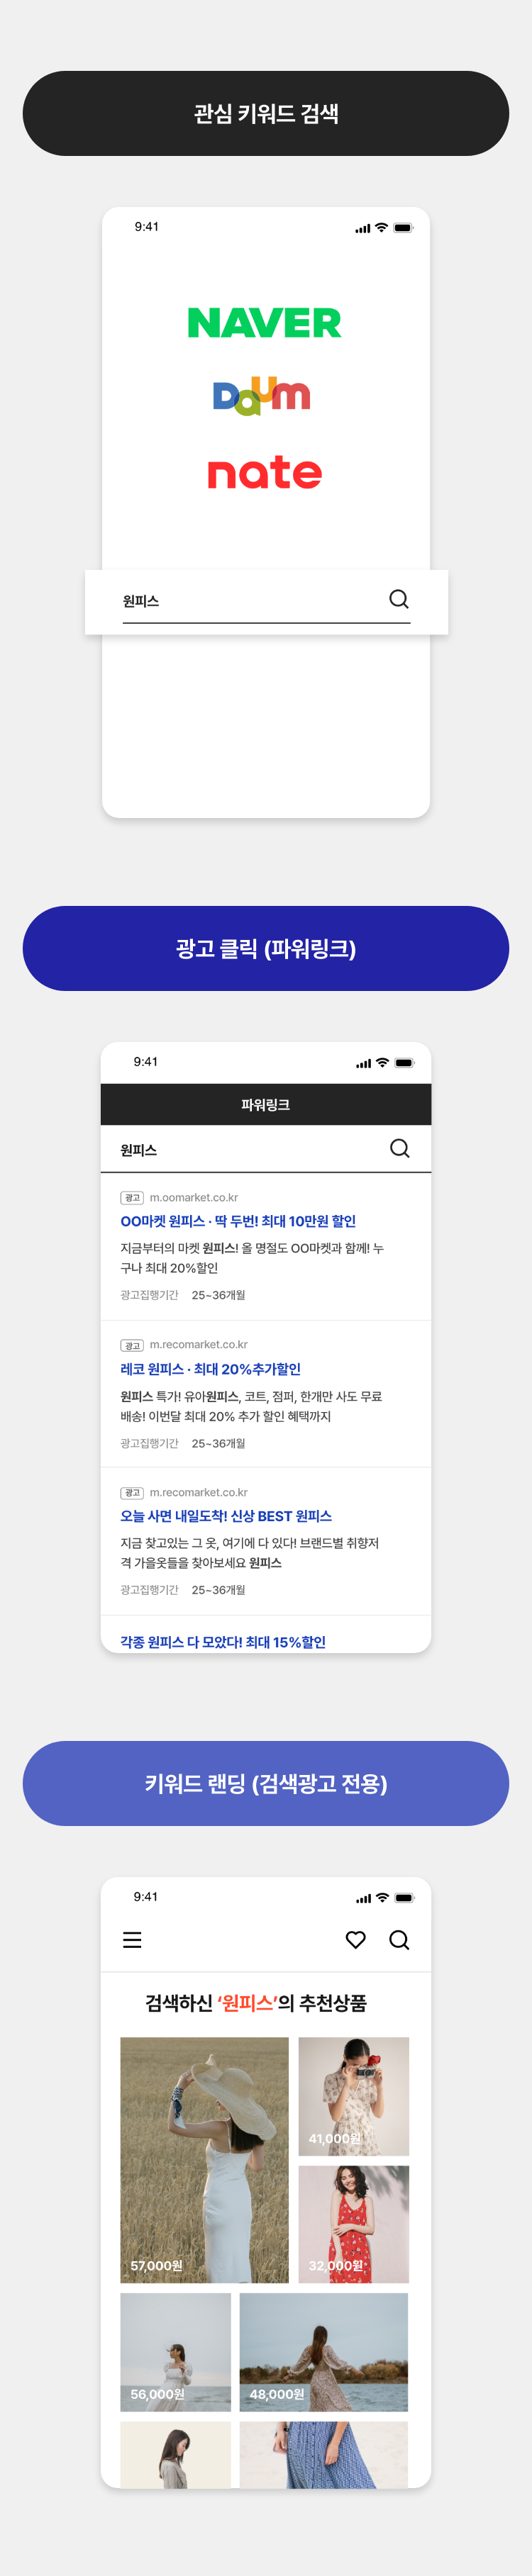 관심 키워드 검색
9:41
NAVER
Daum
nate
원피스
광고 클릭 (파워링크)
9:41
파워링크
원피스
광고 m.oomarket.co.kr
OO마켓 원피스 · 딱 두번! 최대 10만원 할인
지금부터의 마켓 원피스! 올 명절도 OO마켓과 함께! 누
구나 최대 20%할인
광고집행기간 25~36개월
광고 m.recomarket.co.kr
레코 원피스 · 최대 20%추가할인
원피스 특가! 유아원피스, 코트, 점퍼, 한개만 사도 무료
배송! 이번달 최대 20% 추가 할인 혜택까지
광고집행기간 25~36개월
광고 m.recomarket.co.kr
오늘 사면 내일도착! 신상 BEST 원피스
지금 찾고있는 그 옷, 여기에 다 있다! 브랜드별 취향저
격 가을옷들을 찾아보세요 원피스
광고집행기간 25~36개월
각종 원피스 다 모았다! 최대 15%할인
키워드 랜딩 (검색광고 전용)
9:41
검색하신 ‘원피스’의 추천상품
41,000원
57,000원
32,000원
56,000원
48,000원